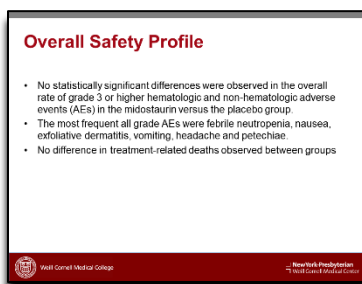 Overall Safety Profile
• No statistically significant differences were observed in the overall
rate of grade 3 or higher hematologic and non-hematologic adverse
events (AEs) in the midostaurin versus the placebo group.
• The most frequent all grade AEs were febrile neutropenia, nausea,
exfoliative dermatitis, vomiting, headache and petechiae.
• No difference in treatment-related deaths observed between groups
Weill Cornell Medical College
NewYork-Presbyterian
Weill Cornell Medical Center